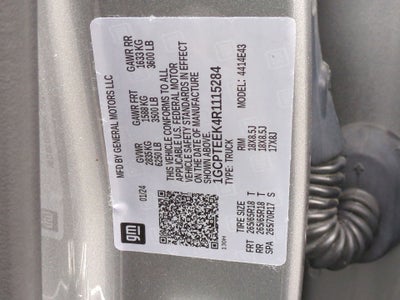 MFD BY GENERAL MOTORS LLC
01/24
GVWR GAWR FRT GAWR RR
2835 KG 1588 KG 1633 KG
6250 LB 3500 LB 3600 LB
THIS VEHICLE CONFORMS TO ALL
APPLICABLE U.S. FEDERAL MOTOR
VEHICLE SAFETY STANDARDS IN EFFECT
ON THE DATE OF MANUFACTURE
SHOWN ABOVE.
1GCPTEEK4R1115284
TYPE: TRUCK MODEL: 4414E43
gm
TIRE SIZE RIM
FRT 265/65R18 T 18X8.5J
RR 265/65R18 T 18X8.5J
SPA 265/70R17 S 17X8J